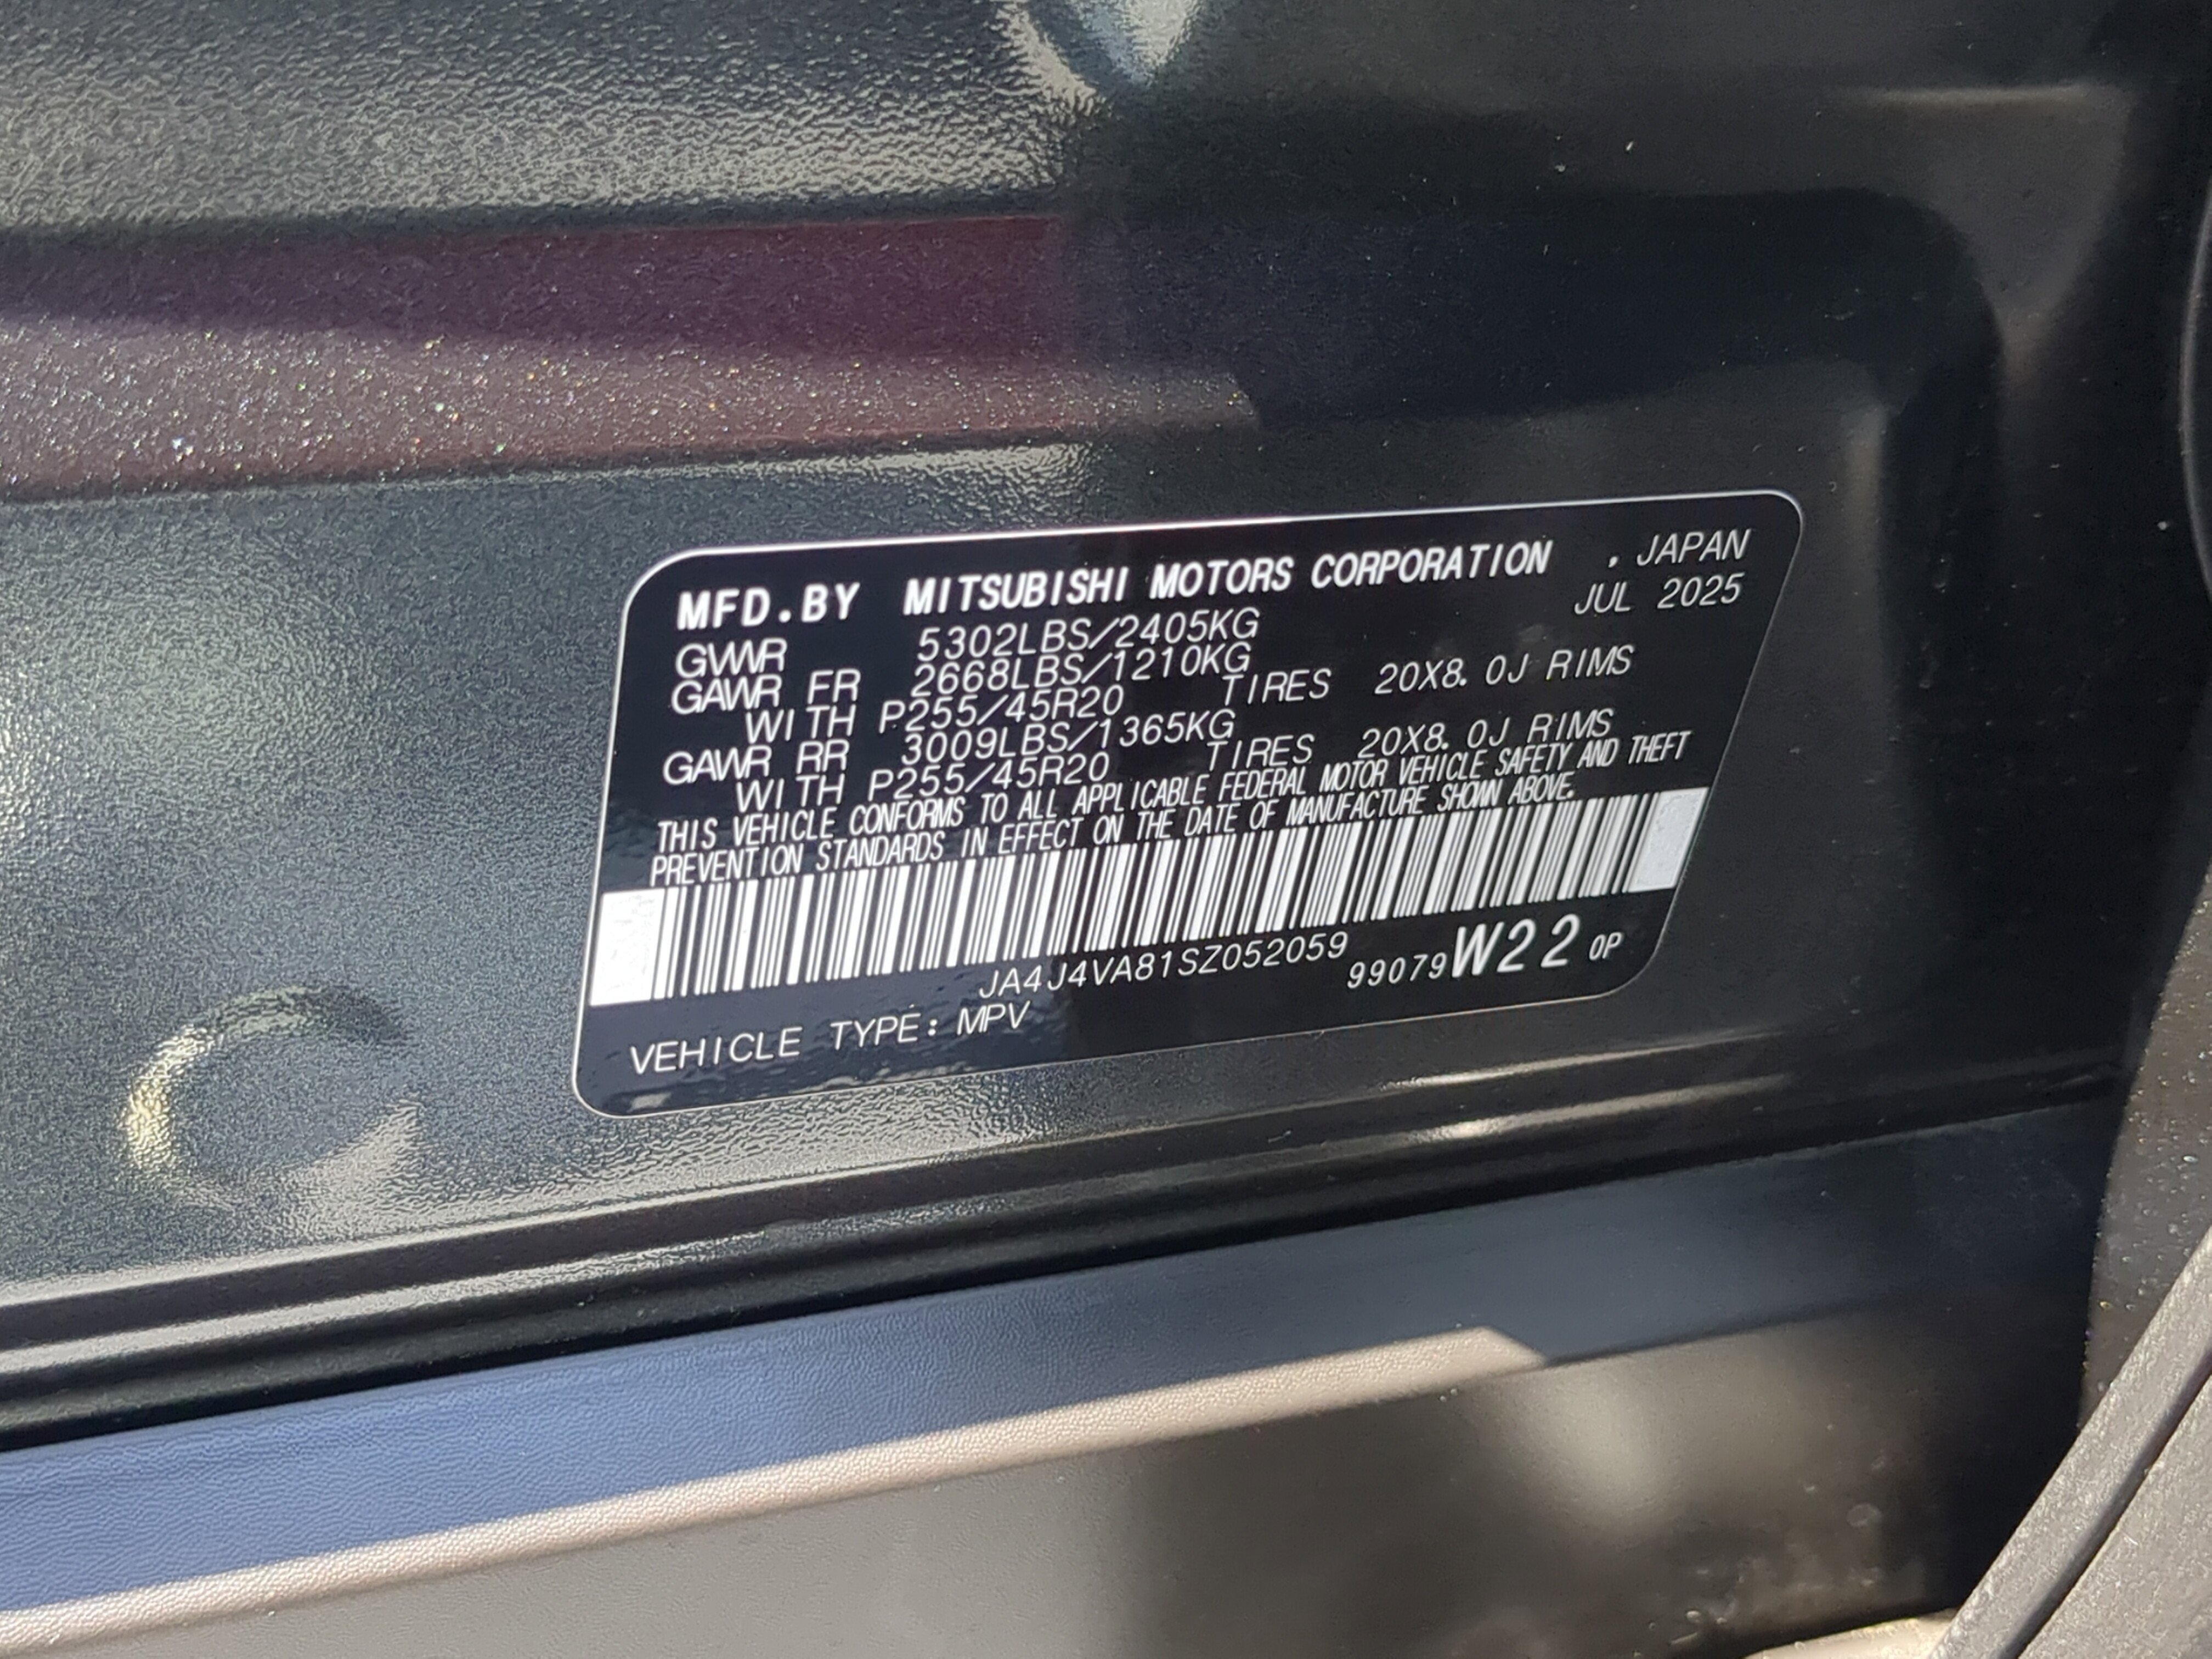 MFD.BY MITSUBISHI MOTORS CORPORATION , JAPAN
JUL 2025
GVWR 5302LBS/2405KG
GAWR FR 2668LBS/1210KG
WITH P255/45R20 TIRES 20X8.0J RIMS
GAWR RR 3009LBS/1365KG
WITH P255/45R20 TIRES 20X8.0J RIMS
THIS VEHICLE CONFORMS TO ALL APPLICABLE FEDERAL MOTOR VEHICLE SAFETY AND THEFT
PREVENTION STANDARDS IN EFFECT ON THE DATE OF MANUFACTURE SHOWN ABOVE.
JA4J4VA81SZ052059 99079 W22 OP
VEHICLE TYPE: MPV